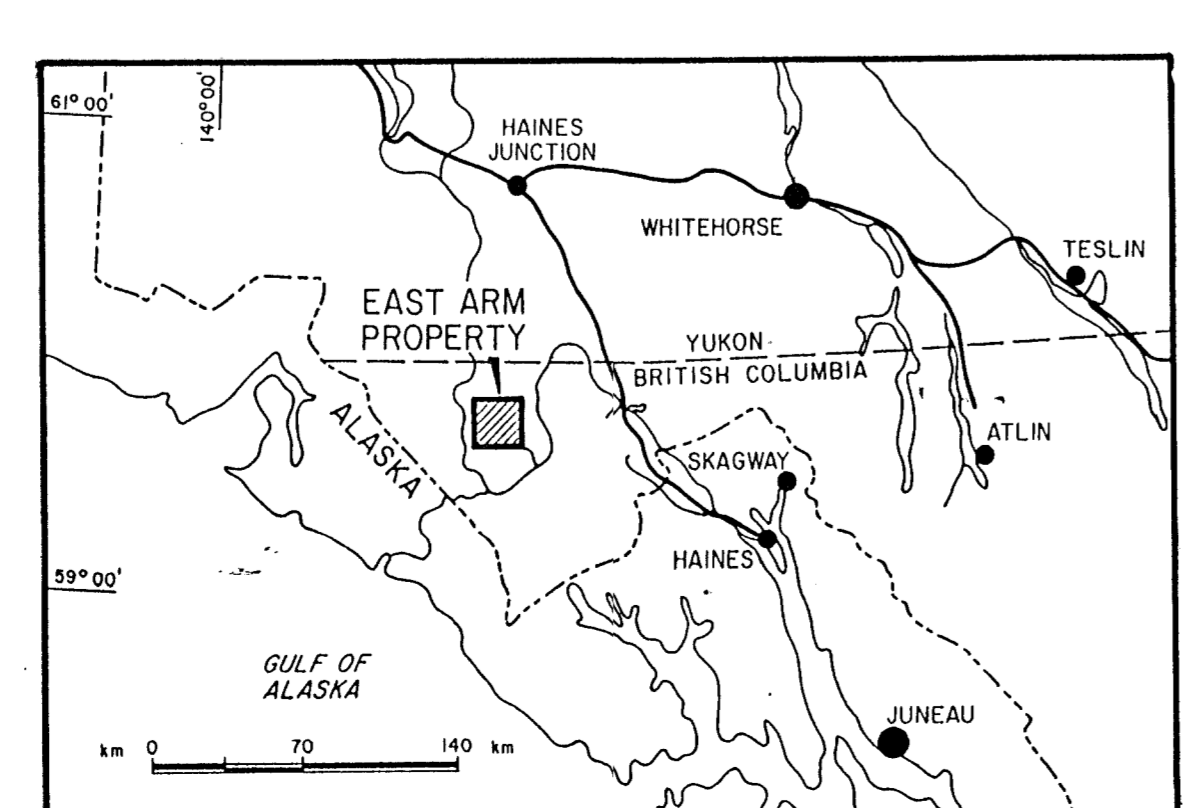 61° 00'
140° 00'
HAINES
JUNCTION
WHITEHORSE
TESLIN
EAST ARM
PROPERTY
YUKON
BRITISH COLUMBIA
ALASKA
ATLIN
SKAGWAY
HAINES
59° 00'
GULF OF
ALASKA
JUNEAU
km 0 70 140 km